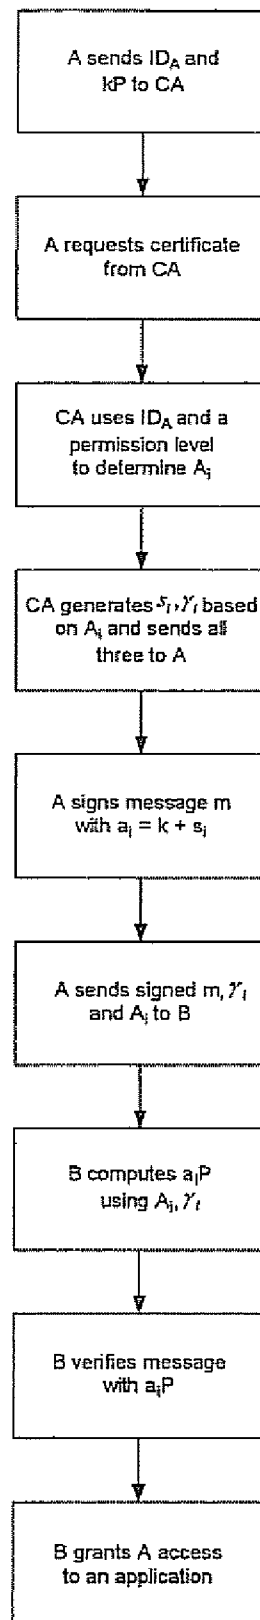 A sends ID_A and
kP to CA
A requests certificate
from CA
CA uses ID_A and a
permission level
to determine A_i
CA generates s_i, γ_i based
on A_i and sends all
three to A
A signs message m
with a_i = k + s_i
A sends signed m, γ_i
and A_i to B
B computes a_iP
using A_i, γ_i
B verifies message
with a_iP
B grants A access
to an application